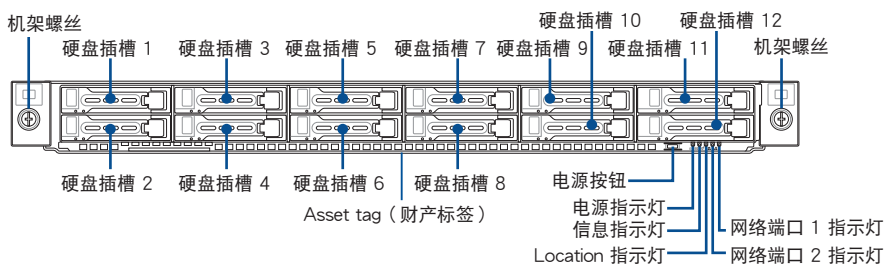 硬盘插槽 10
硬盘插槽 12
机架螺丝
硬盘插槽 1
硬盘插槽 3
硬盘插槽 5
硬盘插槽 7
硬盘插槽 9
硬盘插槽 11
机架螺丝
硬盘插槽 2
硬盘插槽 4
硬盘插槽 6
硬盘插槽 8
电源按钮
Asset tag（财产标签）
电源指示灯
信息指示灯
网络端口 1 指示灯
Location 指示灯
网络端口 2 指示灯